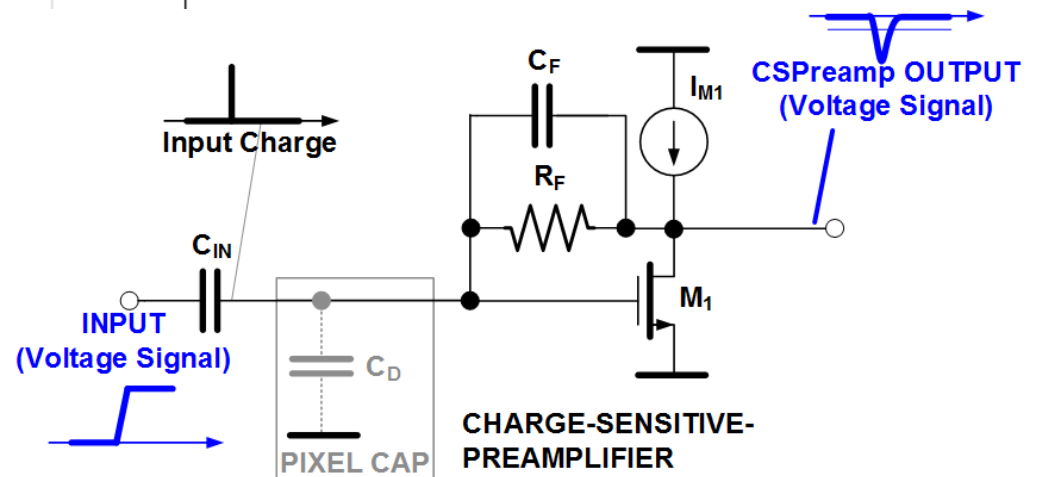 CSPreamp OUTPUT
(Voltage Signal)
CF
IM1
Input Charge
RF
CIN
M1
INPUT
(Voltage Signal)
CD
CHARGE-SENSITIVE-
PREAMPLIFIER
PIXEL CAP